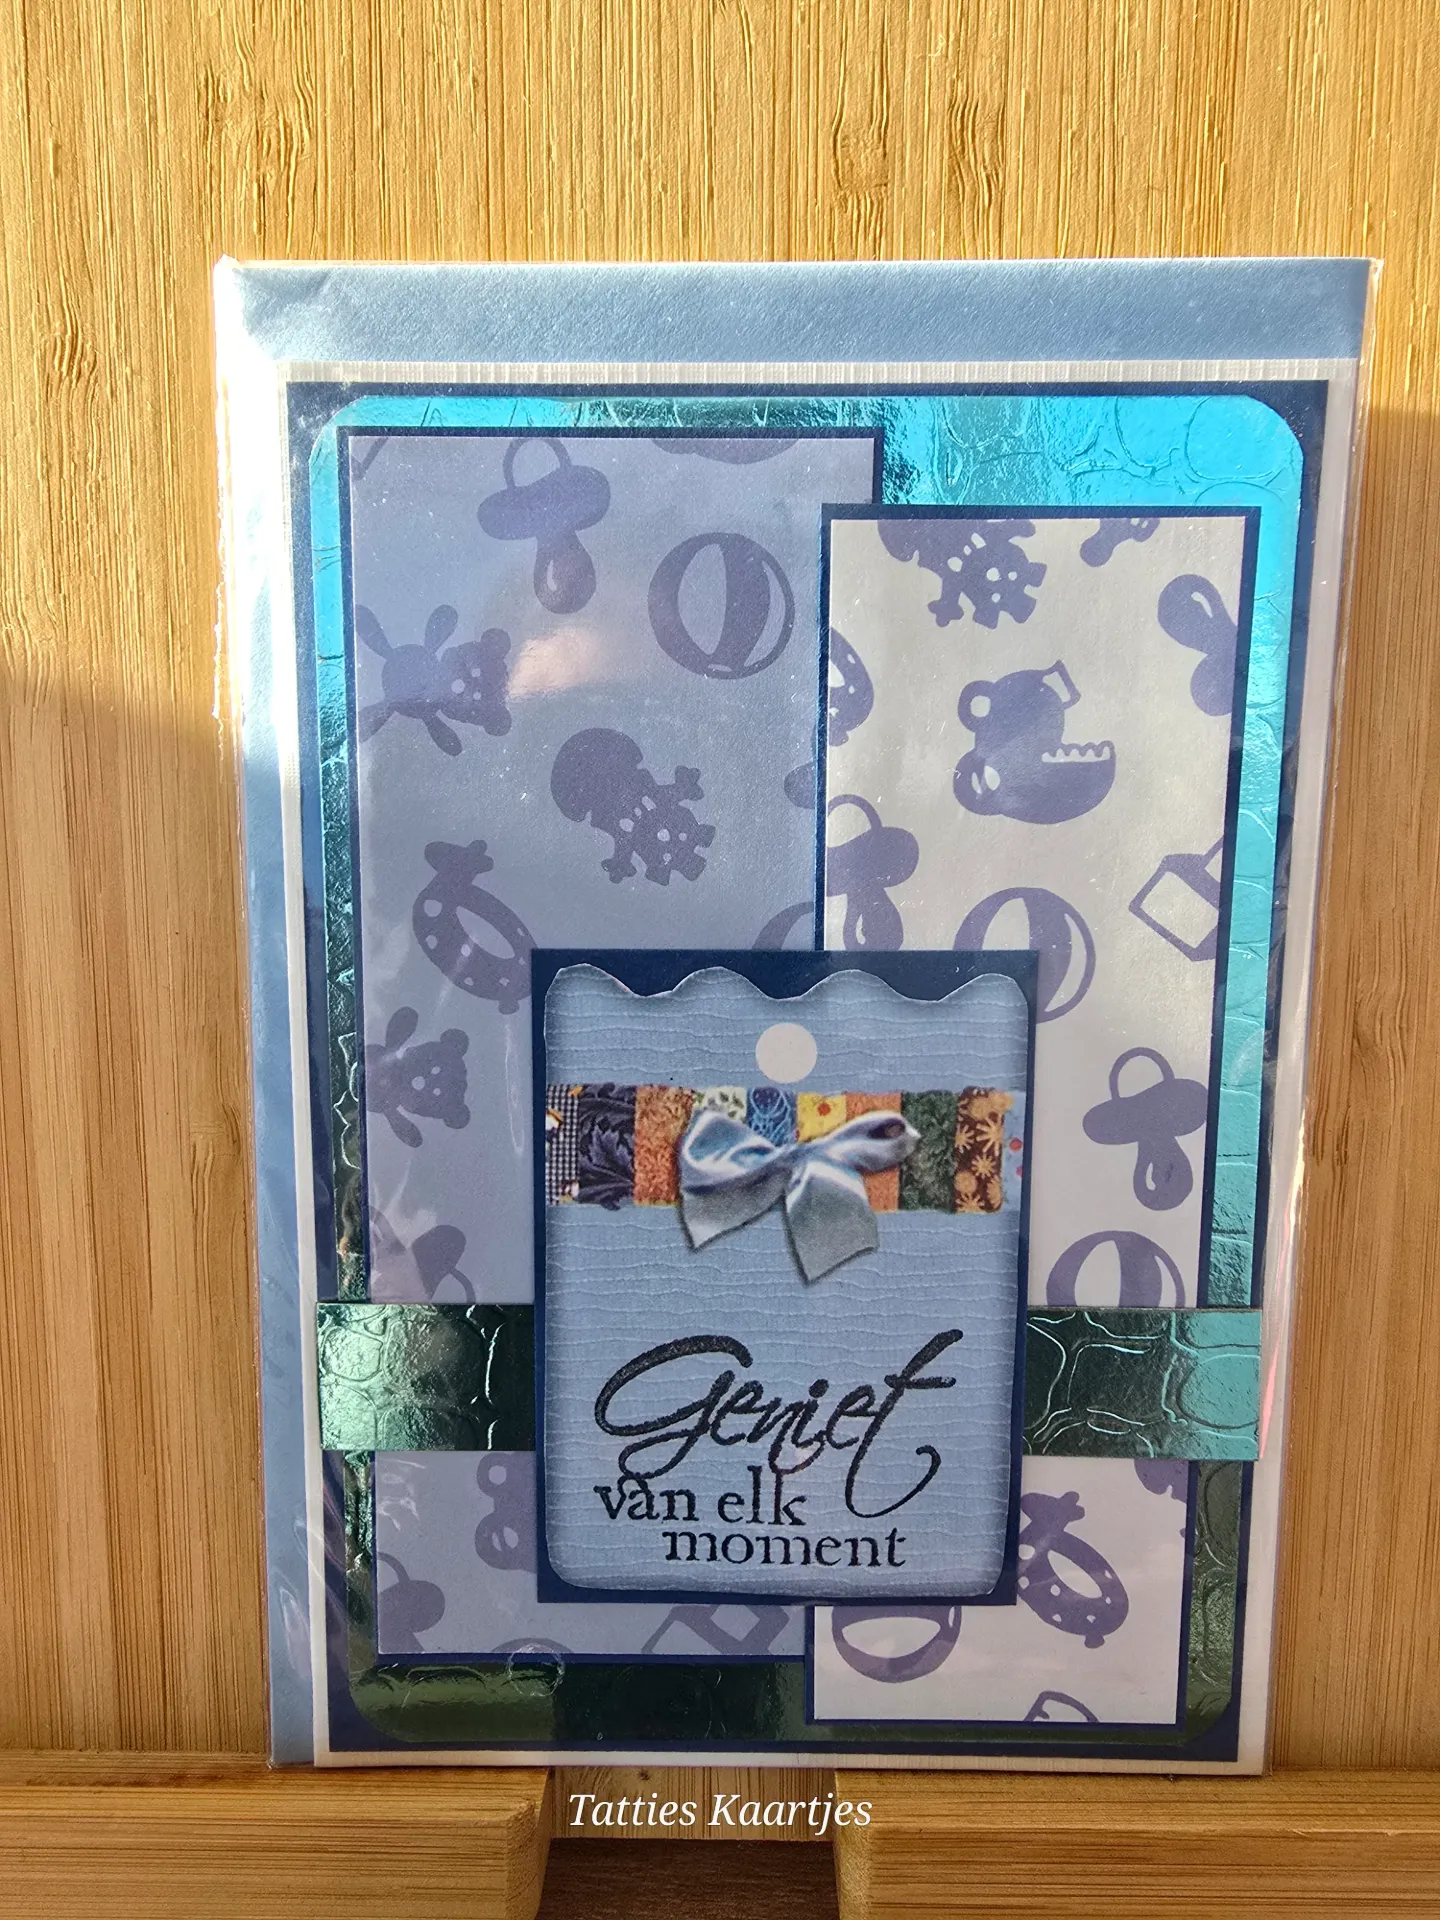 Geniet
van elk
moment
Tatties Kaartjes